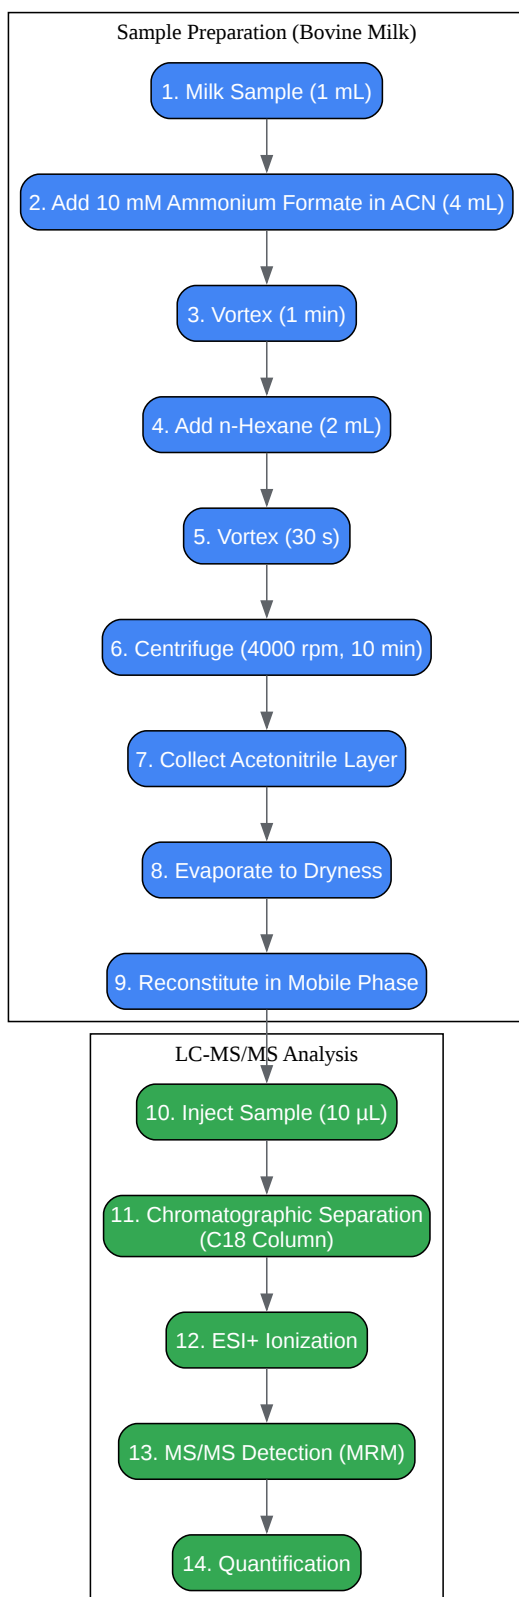 Sample Preparation (Bovine Milk)
1. Milk Sample (1 mL)
2. Add 10 mM Ammonium Formate in ACN (4 mL)
3. Vortex (1 min)
4. Add n-Hexane (2 mL)
5. Vortex (30 s)
6. Centrifuge (4000 rpm, 10 min)
7. Collect Acetonitrile Layer
8. Evaporate to Dryness
9. Reconstitute in Mobile Phase
LC-MS/MS Analysis
10. Inject Sample (10 µL)
11. Chromatographic Separation
(C18 Column)
12. ESI+ Ionization
13. MS/MS Detection (MRM)
14. Quantification